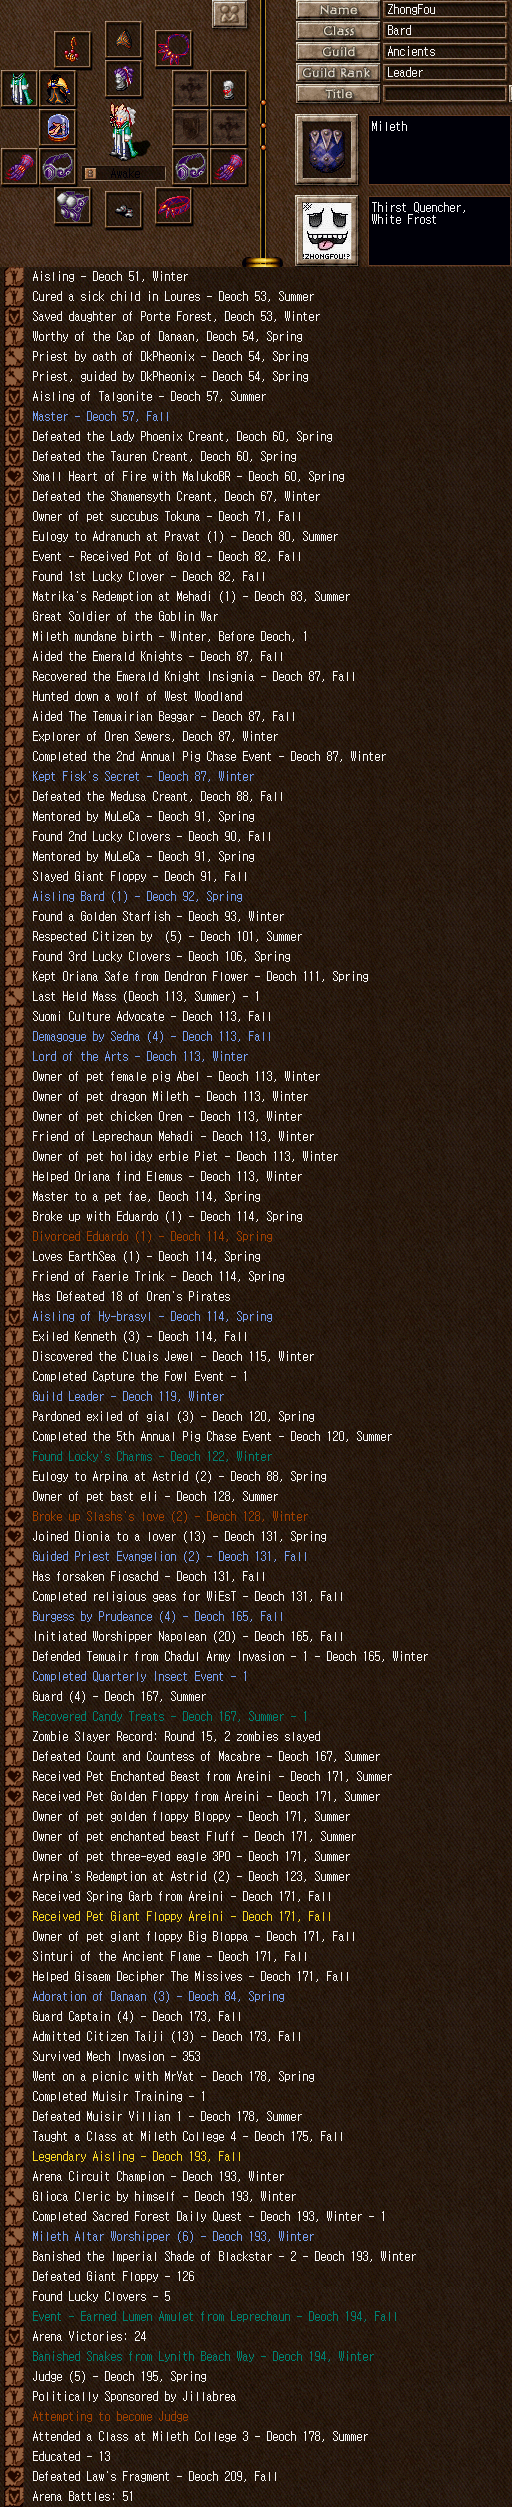 Name ZhongFou
Class Bard
Guild Ancients
Guild Rank Leader
Title
Mileth
Awake
Thirst Quencher,
White Frost
!ZHONGFOU!?
Aisling - Deoch 51, Winter
Cured a sick child in Loures - Deoch 53, Summer
Saved daughter of Porte Forest, Deoch 53, Winter
Worthy of the Cap of Danaan, Deoch 54, Spring
Priest by oath of DkPheonix - Deoch 54, Spring
Priest, guided by DkPheonix - Deoch 54, Spring
Aisling of Talgonite - Deoch 57, Summer
Master - Deoch 57, Fall
Defeated the Lady Phoenix Creant, Deoch 60, Spring
Defeated the Tauren Creant, Deoch 60, Spring
Small Heart of Fire with MalukoBR - Deoch 60, Spring
Defeated the Shamensyth Creant, Deoch 67, Winter
Owner of pet succubus Tokuna - Deoch 71, Fall
Eulogy to Adranuch at Pravat (1) - Deoch 80, Summer
Event - Received Pot of Gold - Deoch 82, Fall
Found 1st Lucky Clover - Deoch 82, Fall
Matrika's Redemption at Mehadi (1) - Deoch 83, Summer
Great Soldier of the Goblin War
Mileth mundane birth - Winter, Before Deoch, 1
Aided the Emerald Knights - Deoch 87, Fall
Recovered the Emerald Knight Insignia - Deoch 87, Fall
Hunted down a wolf of West Woodland
Aided The Temuairian Beggar - Deoch 87, Fall
Explorer of Oren Sewers, Deoch 87, Winter
Completed the 2nd Annual Pig Chase Event - Deoch 87, Winter
Kept Fisk's Secret - Deoch 87, Winter
Defeated the Medusa Creant, Deoch 88, Fall
Mentored by MuLeCa - Deoch 91, Spring
Found 2nd Lucky Clovers - Deoch 90, Fall
Mentored by MuLeCa - Deoch 91, Spring
Slayed Giant Floppy - Deoch 91, Fall
Aisling Bard (1) - Deoch 92, Spring
Found a Golden Starfish - Deoch 93, Winter
Respected Citizen by  (5) - Deoch 101, Summer
Found 3rd Lucky Clovers - Deoch 106, Spring
Kept Oriana Safe from Dendron Flower - Deoch 111, Spring
Last Held Mass (Deoch 113, Summer) - 1
Suomi Culture Advocate - Deoch 113, Fall
Demagogue by Sedna (4) - Deoch 113, Fall
Lord of the Arts - Deoch 113, Winter
Owner of pet female pig Abel - Deoch 113, Winter
Owner of pet dragon Mileth - Deoch 113, Winter
Owner of pet chicken Oren - Deoch 113, Winter
Friend of Leprechaun Mehadi - Deoch 113, Winter
Owner of pet holiday erbie Piet - Deoch 113, Winter
Helped Oriana find Elemus - Deoch 113, Winter
Master to a pet fae, Deoch 114, Spring
Broke up with Eduardo (1) - Deoch 114, Spring
Divorced Eduardo (1) - Deoch 114, Spring
Loves EarthSea (1) - Deoch 114, Spring
Friend of Faerie Trink - Deoch 114, Spring
Has Defeated 18 of Oren's Pirates
Aisling of Hy-brasyl - Deoch 114, Spring
Exiled Kenneth (3) - Deoch 114, Fall
Discovered the Cluais Jewel - Deoch 115, Winter
Completed Capture the Fowl Event - 1
Guild Leader - Deoch 119, Winter
Pardoned exiled of gial (3) - Deoch 120, Spring
Completed the 5th Annual Pig Chase Event - Deoch 120, Summer
Found Locky's Charms - Deoch 122, Winter
Eulogy to Arpina at Astrid (2) - Deoch 88, Spring
Owner of pet bast eli - Deoch 128, Summer
Broke up Slashs's love (2) - Deoch 128, Winter
Joined Dionia to a lover (13) - Deoch 131, Spring
Guided Priest Evangelion (2) - Deoch 131, Fall
Has forsaken Fiosachd - Deoch 131, Fall
Completed religious geas for WiEsT - Deoch 131, Fall
Burgess by Prudeance (4) - Deoch 165, Fall
Initiated Worshipper Napolean (20) - Deoch 165, Fall
Defended Temuair from Chadul Army Invasion - 1 - Deoch 165, Winter
Completed Quarterly Insect Event - 1
Guard (4) - Deoch 167, Summer
Recovered Candy Treats - Deoch 167, Summer - 1
Zombie Slayer Record: Round 15, 2 zombies slayed
Defeated Count and Countess of Macabre - Deoch 167, Summer
Received Pet Enchanted Beast from Areini - Deoch 171, Summer
Received Pet Golden Floppy from Areini - Deoch 171, Summer
Owner of pet golden floppy Bloppy - Deoch 171, Summer
Owner of pet enchanted beast Fluff - Deoch 171, Summer
Owner of pet three-eyed eagle 3PO - Deoch 171, Summer
Arpina's Redemption at Astrid (2) - Deoch 123, Summer
Received Spring Garb from Areini - Deoch 171, Fall
Received Pet Giant Floppy Areini - Deoch 171, Fall
Owner of pet giant floppy Big Bloppa - Deoch 171, Fall
Sinturi of the Ancient Flame - Deoch 171, Fall
Helped Gisaem Decipher The Missives - Deoch 171, Fall
Adoration of Danaan (3) - Deoch 84, Spring
Guard Captain (4) - Deoch 173, Fall
Admitted Citizen Taiji (13) - Deoch 173, Fall
Survived Mech Invasion - 353
Went on a picnic with MrYat - Deoch 178, Spring
Completed Muisir Training - 1
Defeated Muisir Villian 1 - Deoch 178, Summer
Taught a Class at Mileth College 4 - Deoch 175, Fall
Legendary Aisling - Deoch 193, Fall
Arena Circuit Champion - Deoch 193, Winter
Glioca Cleric by himself - Deoch 193, Winter
Completed Sacred Forest Daily Quest - Deoch 193, Winter - 1
Mileth Altar Worshipper (6) - Deoch 193, Winter
Banished the Imperial Shade of Blackstar - 2 - Deoch 193, Winter
Defeated Giant Floppy - 126
Found Lucky Clovers - 5
Event - Earned Lumen Amulet from Leprechaun - Deoch 194, Fall
Arena Victories: 24
Banished Snakes from Lynith Beach Way - Deoch 194, Winter
Judge (5) - Deoch 195, Spring
Politically Sponsored by Jillabrea
Attempting to become Judge
Attended a Class at Mileth College 3 - Deoch 178, Summer
Educated - 13
Defeated Law's Fragment - Deoch 209, Fall
Arena Battles: 51